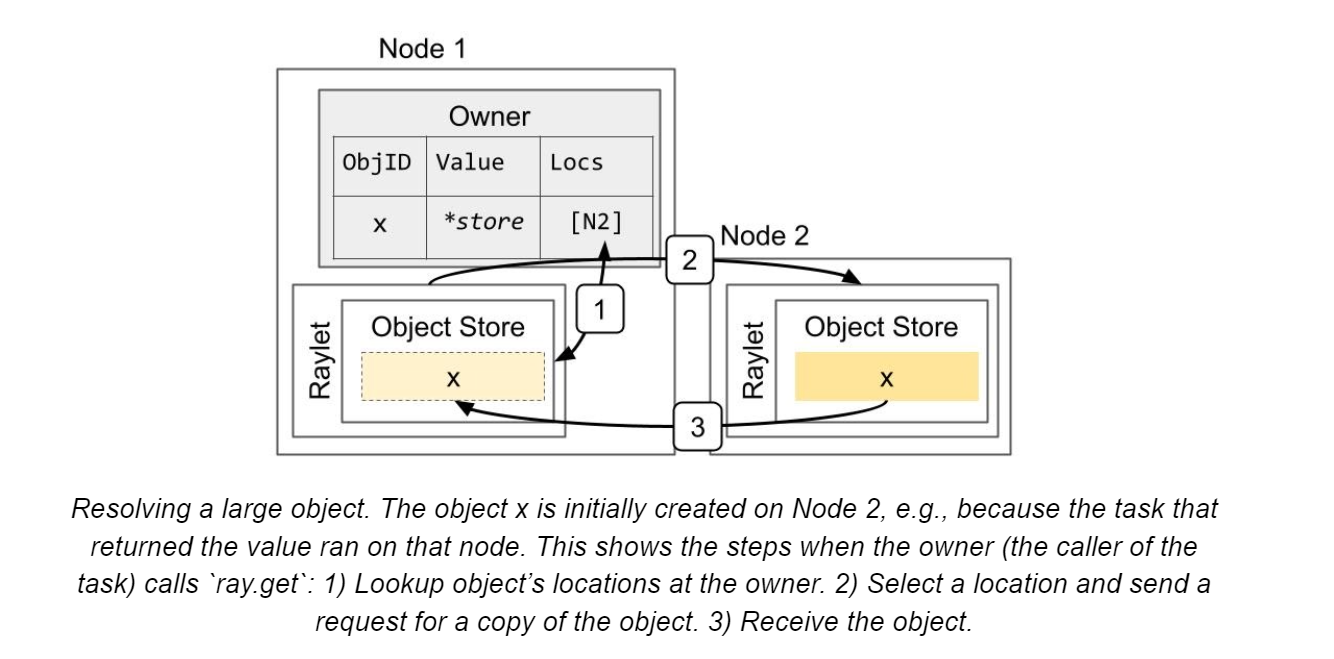 Node 1
Owner
ObjID Value Locs
x *store [N2]
Node 2
2
1
Raylet
Object Store
x
Raylet
Object Store
x
3
Resolving a large object. The object x is initially created on Node 2, e.g., because the task that
returned the value ran on that node. This shows the steps when the owner (the caller of the
task) calls `ray.get`: 1) Lookup object’s locations at the owner. 2) Select a location and send a
request for a copy of the object. 3) Receive the object.